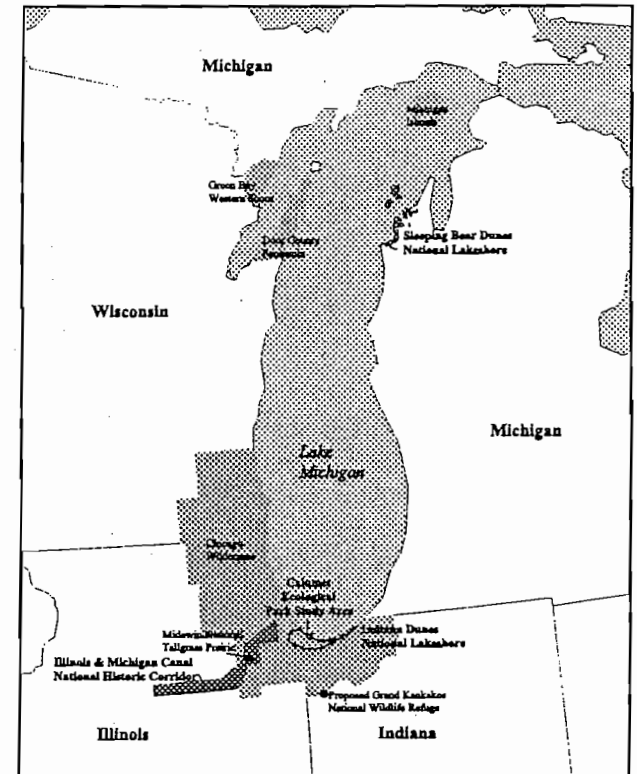 Michigan
Michigan
Islands
Green Bay
Western Shore
Door County
Peninsula
Sleeping Bear Dunes
National Lakeshore
Wisconsin
Michigan
Lake
Michigan
Chicago
Wilderness
Calumet
Ecological
Park Study Area
Midewin National
Tallgrass Prairie
Indiana Dunes
National Lakeshore
Illinois & Michigan Canal
National Historic Corridor
Proposed Grand Kankakee
National Wildlife Refuge
Illinois
Indiana